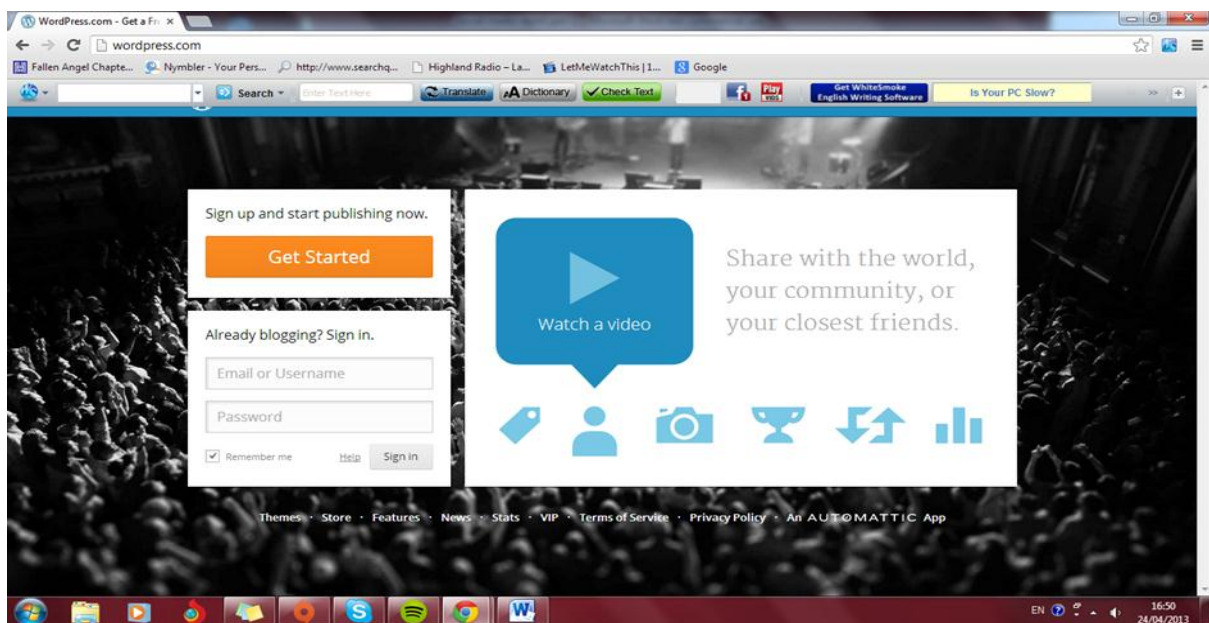 WordPress.com - Get a Fr
wordpress.com
Fallen Angel Chapte... Nymbler - Your Pers... http://www.searchq... Highland Radio – La... LetMeWatchThis | 1... Google
Search Enter Text Here Translate AA Dictionary Check Text Play Get WhiteSmoke English Writing Software Is Your PC Slow?
Sign up and start publishing now.
Get Started
Already blogging? Sign in.
Email or Username
Password
Remember me Help Sign in
Watch a video
Share with the world,
your community, or
your closest friends.
Themes · Store · Features · News · Stats · VIP · Terms of Service · Privacy Policy · An AUTOMATTIC App
EN 16:50
24/04/2013